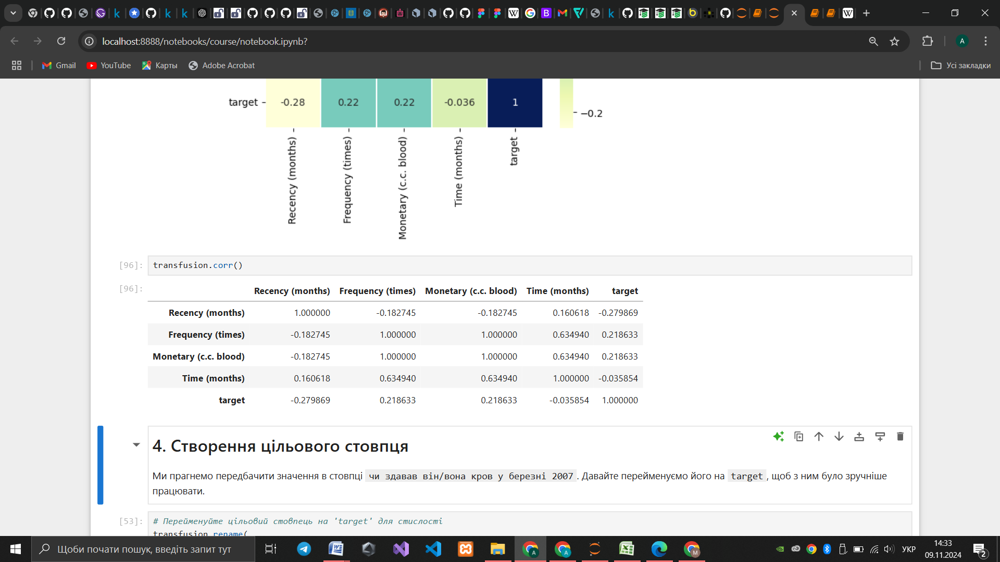 localhost:8888/notebooks/course/notebook.ipynb?
A
Gmail
YouTube
Карты
Adobe Acrobat
Усі закладки
target
-0.28
0.22
0.22
-0.036
1
−0.2
Recency (months)
Frequency (times)
Monetary (c.c. blood)
Time (months)
target
[96]:
transfusion.corr()
[96]:
Recency (months) Frequency (times) Monetary (c.c. blood) Time (months) target
Recency (months) 1.000000 -0.182745 -0.182745 0.160618 -0.279869
Frequency (times) -0.182745 1.000000 1.000000 0.634940 0.218633
Monetary (c.c. blood) -0.182745 1.000000 1.000000 0.634940 0.218633
Time (months) 0.160618 0.634940 0.634940 1.000000 -0.035854
target -0.279869 0.218633 0.218633 -0.035854 1.000000
4. Створення цільового стовпця
Ми прагнемо передбачити значення в стовпці чи здавав він/вона кров у березні 2007. Давайте перейменуємо його на target, щоб з ним було зручніше
працювати.
[53]:
# Перейменуйте цільовий стовпець на 'target' для стислості
transfusion.rename(
Щоби почати пошук, введіть запит тут
УКР
14:33
09.11.2024
2